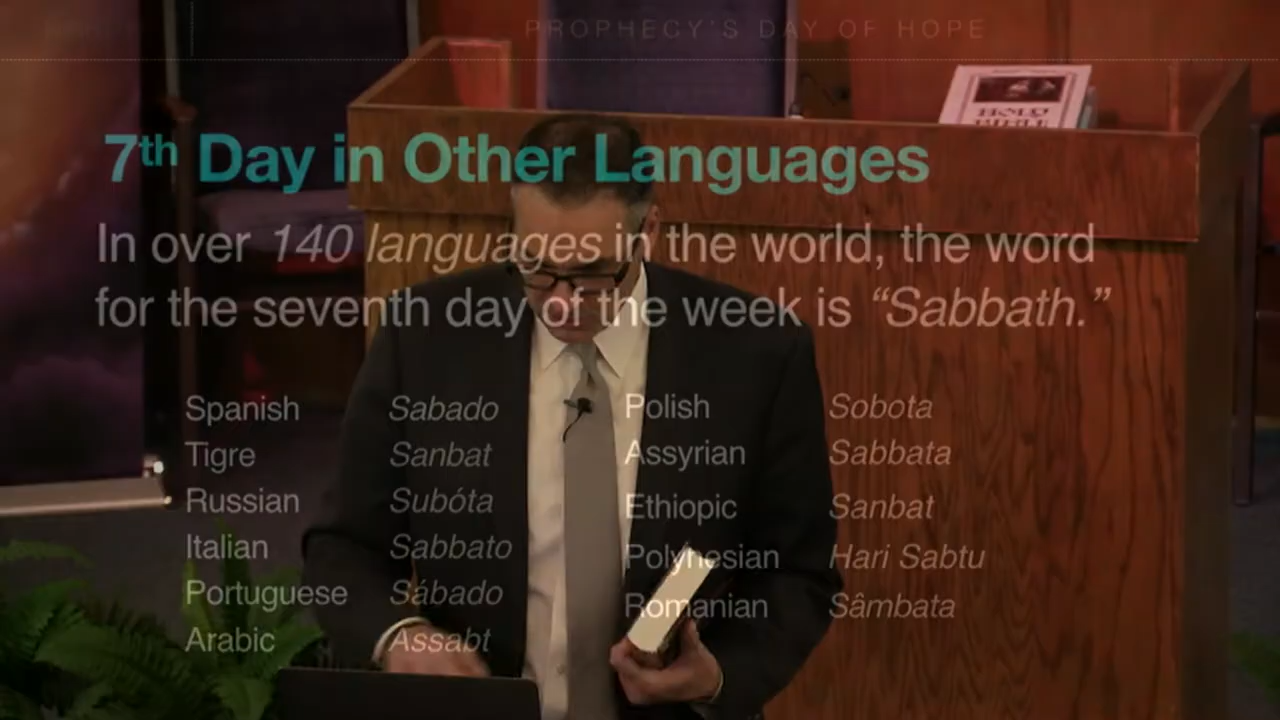 PROPHECY'S DAY OF HOPE
HOLY
BIBLE
7th Day in Other Languages
In over 140 languages in the world, the word
for the seventh day of the week is “Sabbath.”
Spanish Sabado Polish Sobota
Tigre Sanbat Assyrian Sabbata
Russian Subóta Ethiopic Sanbat
Italian Sabbato Polynesian Hari Sabtu
Portuguese Sábado Romanian Sâmbata
Arabic Assabt